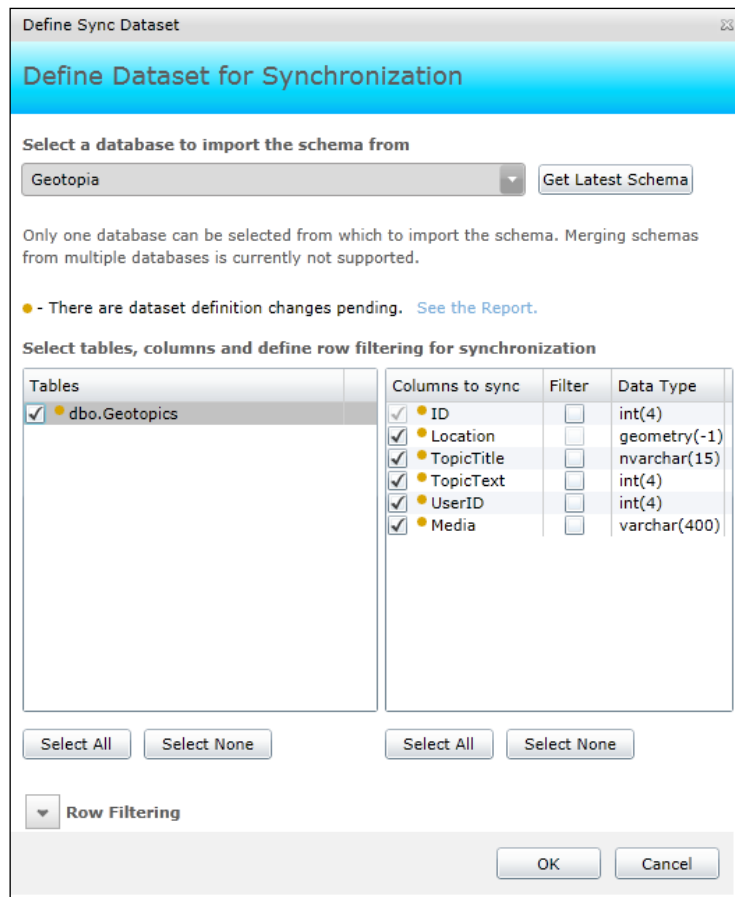 Define Sync Dataset
Define Dataset for Synchronization
Select a database to import the schema from
Geotopia Get Latest Schema
Only one database can be selected from which to import the schema. Merging schemas
from multiple databases is currently not supported.
- There are dataset definition changes pending. See the Report.
Select tables, columns and define row filtering for synchronization
Tables Columns to sync Filter Data Type
dbo.Geotopics ID int(4)
Location geometry(-1)
TopicTitle nvarchar(15)
TopicText int(4)
UserID int(4)
Media varchar(400)
Select All Select None Select All Select None
Row Filtering
OK Cancel